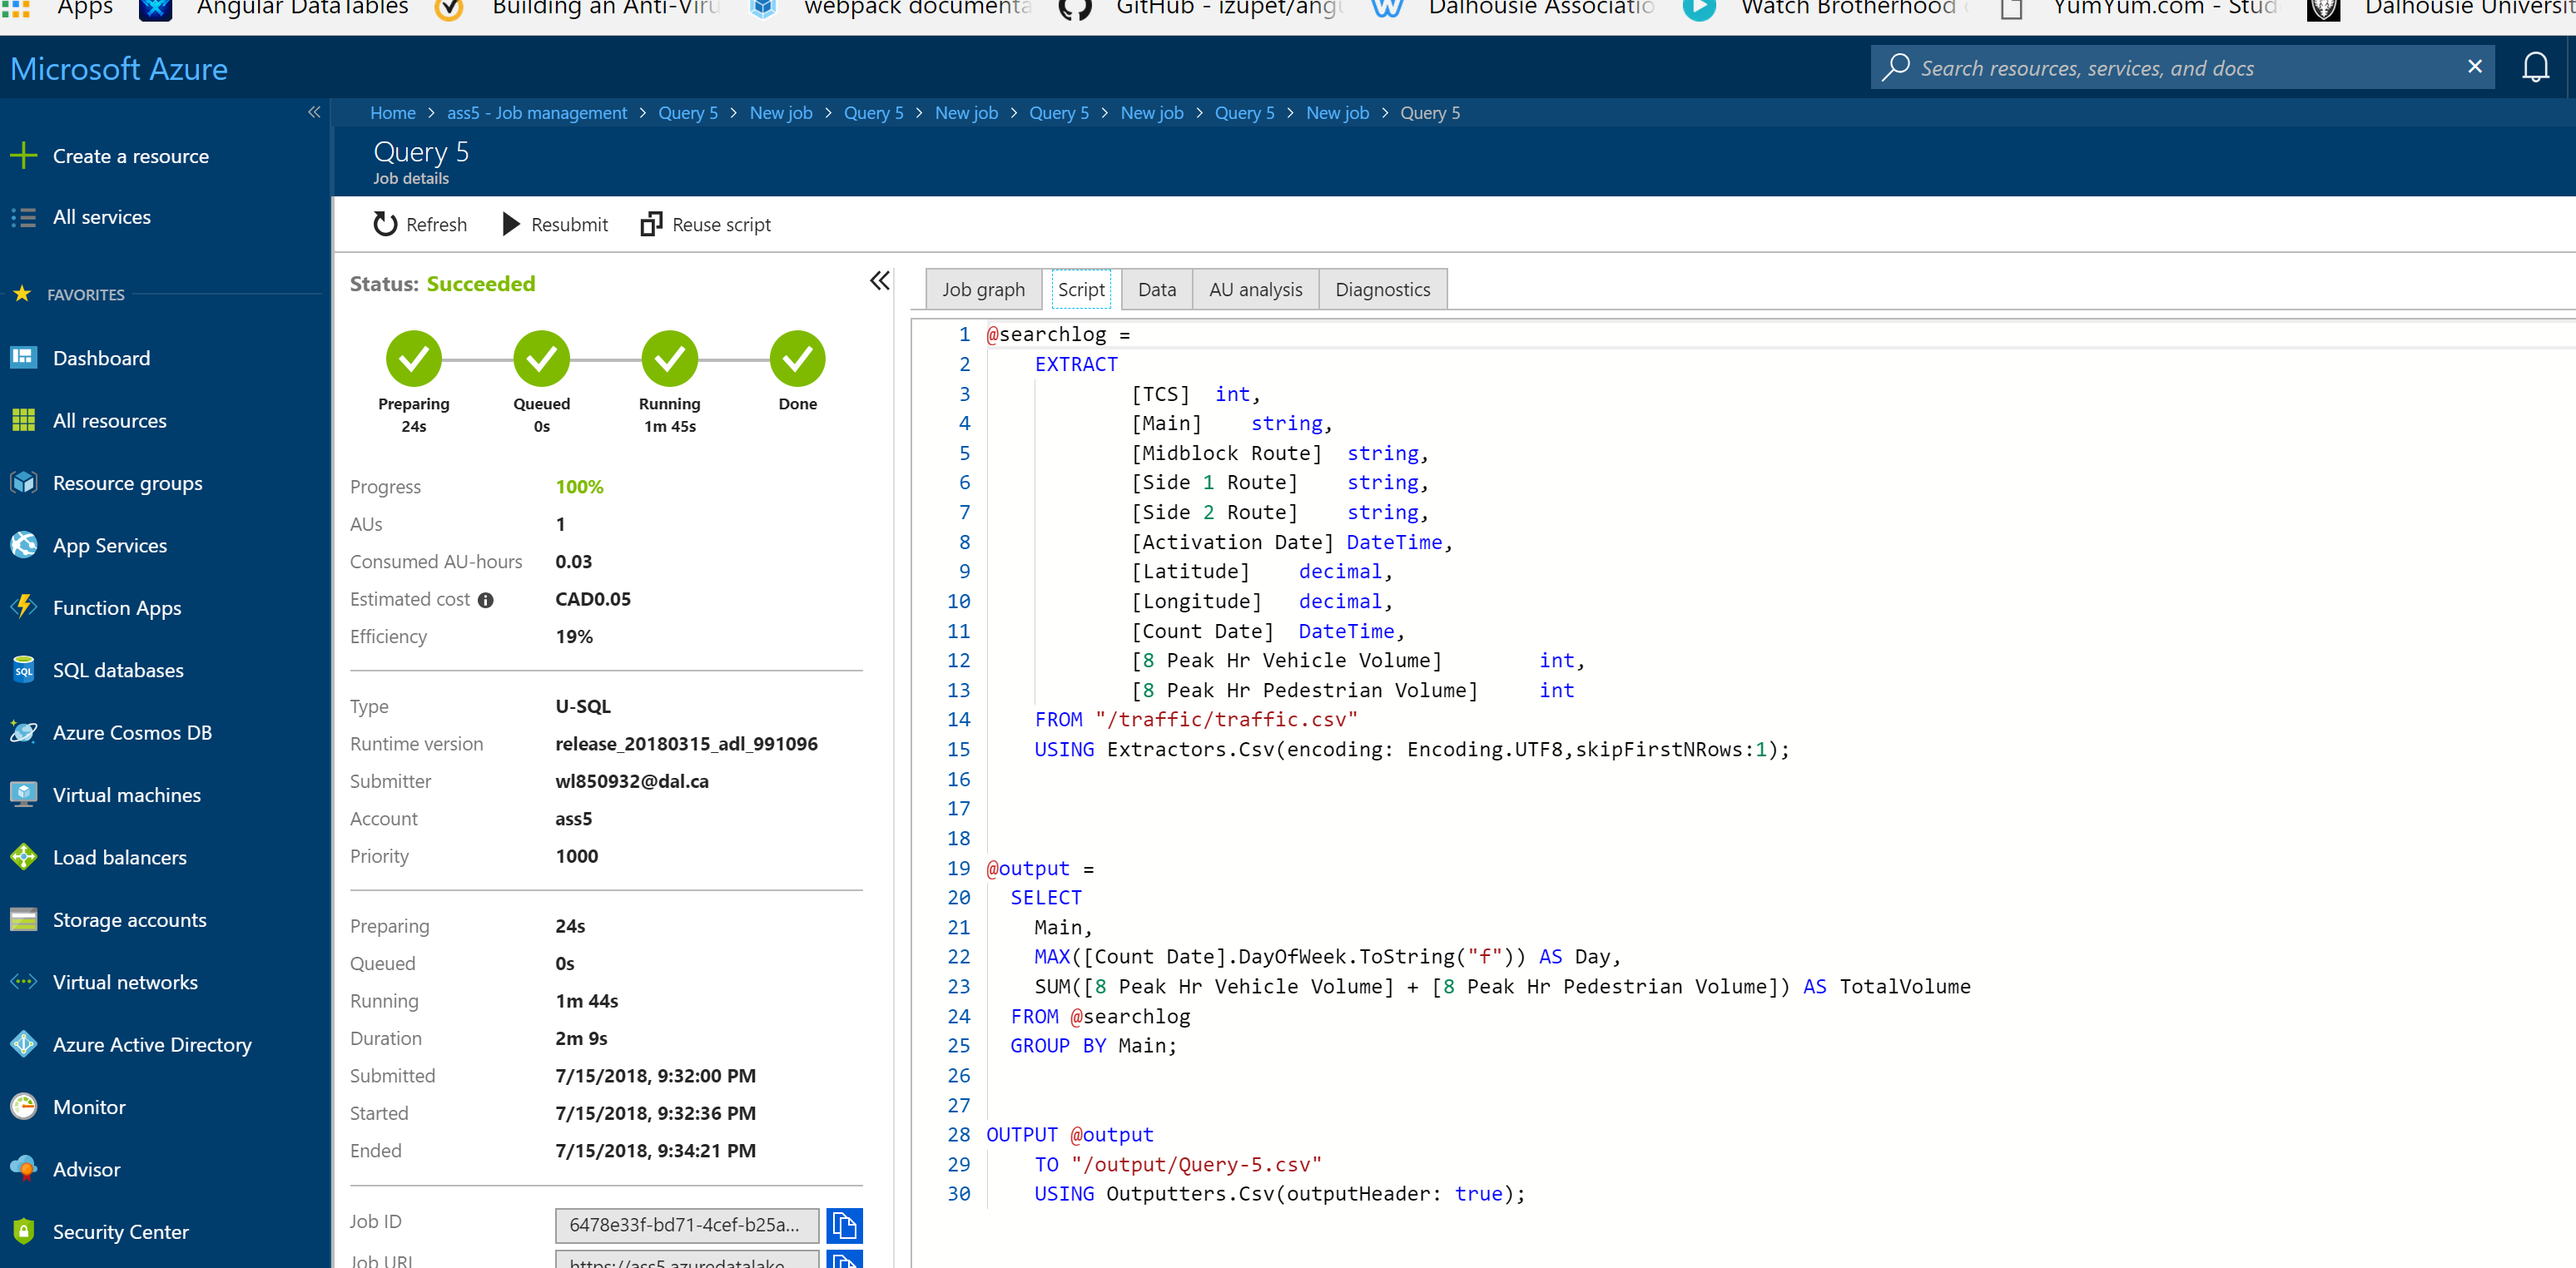 Apps Angular DataTables Building an Anti-Viru webpack documenta GitHub - izupet/angu Dalhousie Associatio Watch Brotherhood YumYum.com - Stud Dalhousie Universit
Microsoft Azure
Search resources, services, and docs
Home > ass5 - Job management > Query 5 > New job > Query 5 > New job > Query 5 > New job > Query 5 > New job > Query 5
Query 5
Job details
Create a resource
All services
FAVORITES
Dashboard
All resources
Resource groups
App Services
Function Apps
SQL databases
Azure Cosmos DB
Virtual machines
Load balancers
Storage accounts
Virtual networks
Azure Active Directory
Monitor
Advisor
Security Center
Refresh Resubmit Reuse script
Status: Succeeded
Preparing Queued Running Done
24s 0s 1m 45s
Progress 100%
AUs 1
Consumed AU-hours 0.03
Estimated cost CAD0.05
Efficiency 19%
Type U-SQL
Runtime version release_20180315_adl_991096
Submitter wl850932@dal.ca
Account ass5
Priority 1000
Preparing 24s
Queued 0s
Running 1m 44s
Duration 2m 9s
Submitted 7/15/2018, 9:32:00 PM
Started 7/15/2018, 9:32:36 PM
Ended 7/15/2018, 9:34:21 PM
Job ID 6478e33f-bd71-4cef-b25a...
Job URL https://ass5.azuredatalake
Job graph Script Data AU analysis Diagnostics
1 @searchlog =
2 EXTRACT
3 [TCS] int,
4 [Main] string,
5 [Midblock Route] string,
6 [Side 1 Route] string,
7 [Side 2 Route] string,
8 [Activation Date] DateTime,
9 [Latitude] decimal,
10 [Longitude] decimal,
11 [Count Date] DateTime,
12 [8 Peak Hr Vehicle Volume] int,
13 [8 Peak Hr Pedestrian Volume] int
14 FROM "/traffic/traffic.csv"
15 USING Extractors.Csv(encoding: Encoding.UTF8,skipFirstNRows:1);
16
17
18
19 @output =
20 SELECT
21 Main,
22 MAX([Count Date].DayOfWeek.ToString("f")) AS Day,
23 SUM([8 Peak Hr Vehicle Volume] + [8 Peak Hr Pedestrian Volume]) AS TotalVolume
24 FROM @searchlog
25 GROUP BY Main;
26
27
28 OUTPUT @output
29 TO "/output/Query-5.csv"
30 USING Outputters.Csv(outputHeader: true);